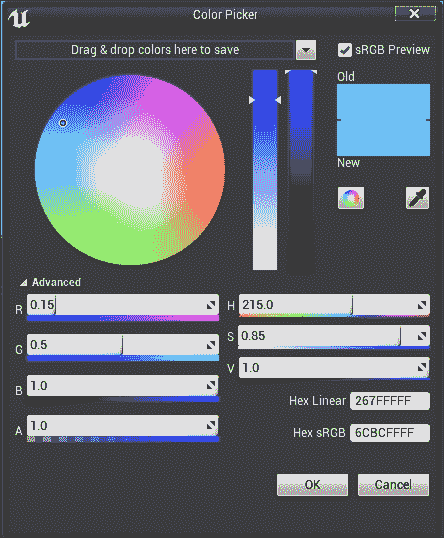 Color Picker
Drag & drop colors here to save
sRGB Preview
Old
New
Advanced
R 0.15
H 215.0
G 0.5
S 0.85
B 1.0
V 1.0
A 1.0
Hex Linear 267FFFFF
Hex sRGB 6CBCFFFF
OK
Cancel